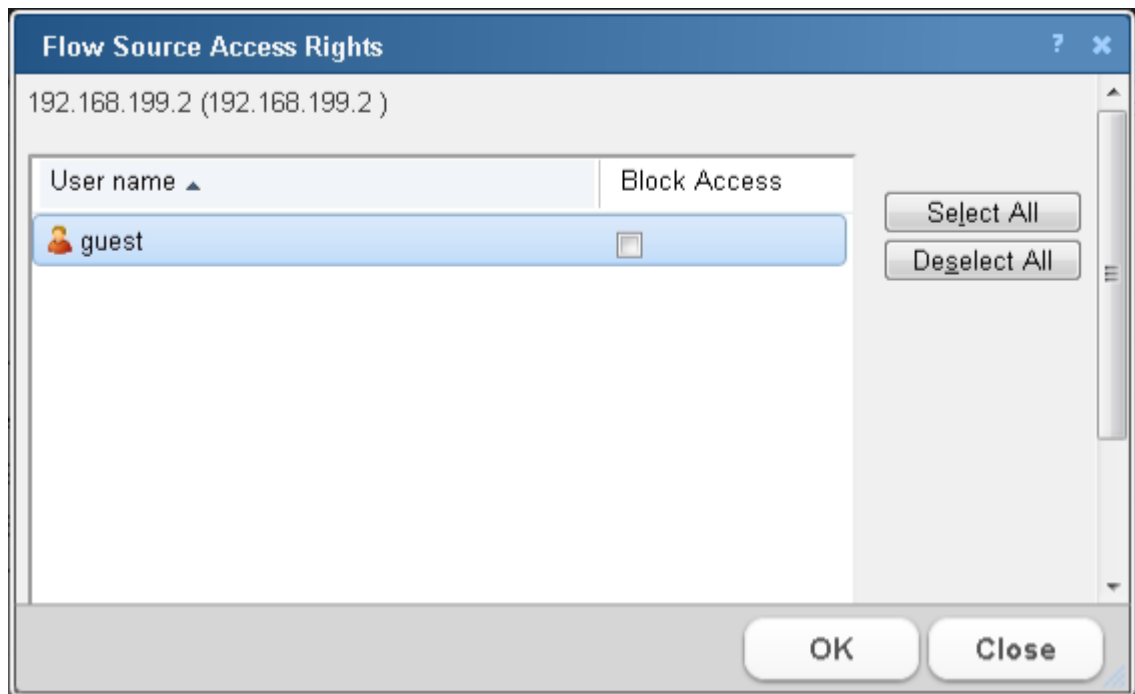 Flow Source Access Rights ?
192.168.199.2 (192.168.199.2 )
User name Block Access
guest
Select All
Deselect All
OK Close